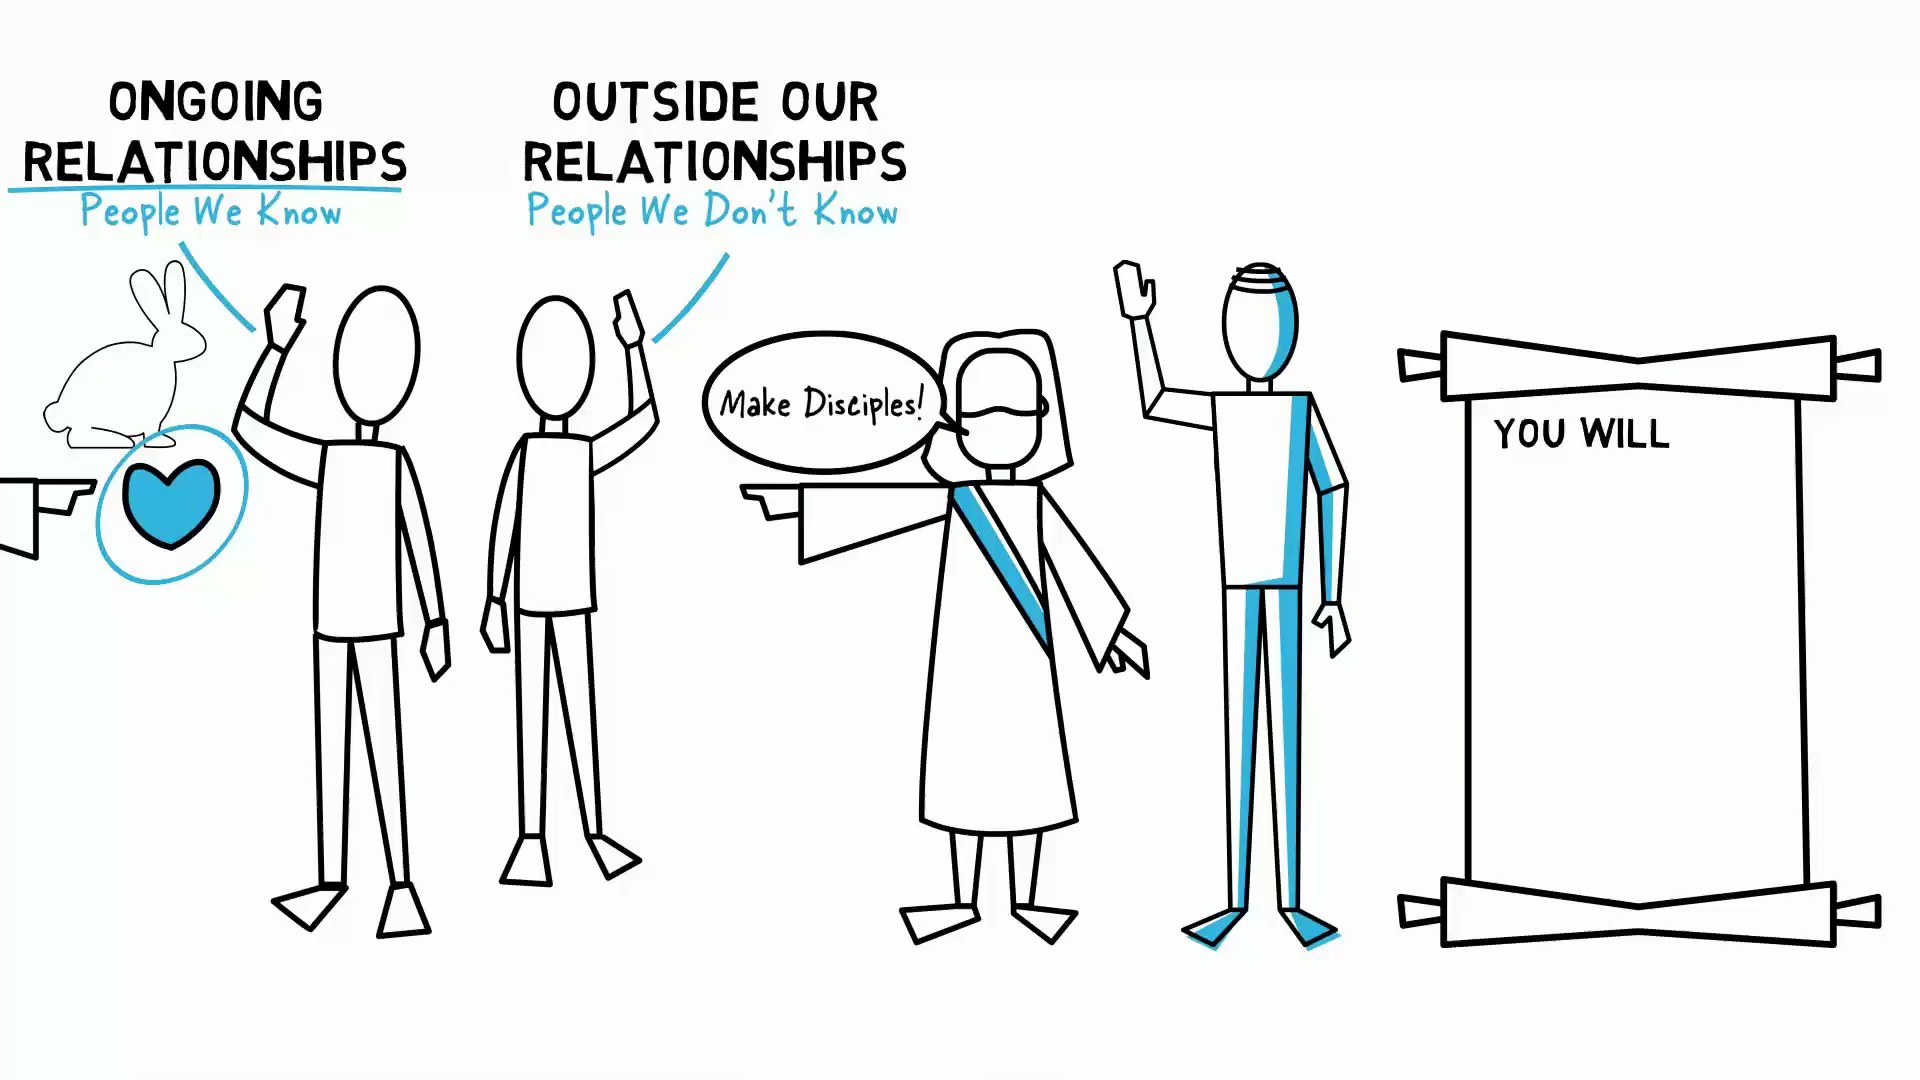 ONGOING
RELATIONSHIPS
People We Know
OUTSIDE OUR
RELATIONSHIPS
People We Don't Know
Make Disciples!
YOU WILL